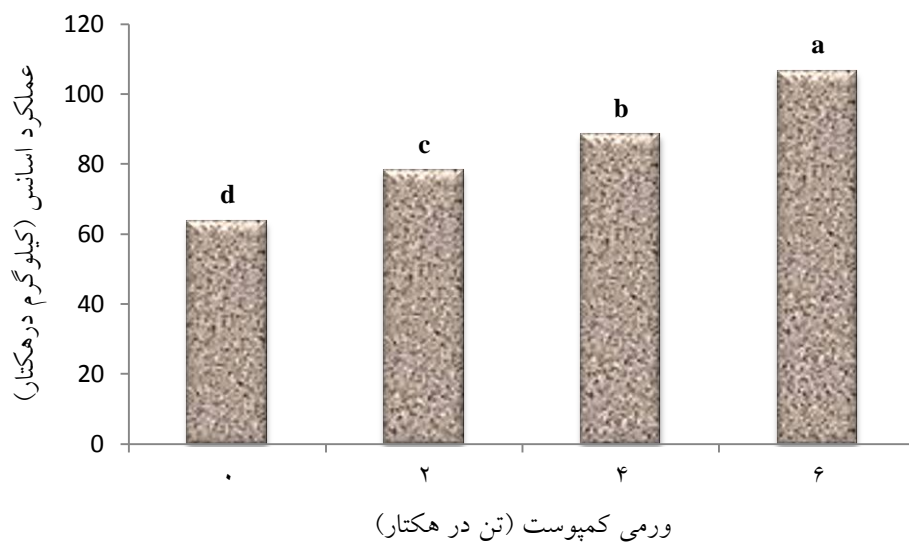 عملکرد اسانس (کیلوگرم درهکتار)
120
100
80
60
40
20
0
d
c
b
a
۰ ۲ ۴ ۶
ورمی کمپوست (تن در هکتار)